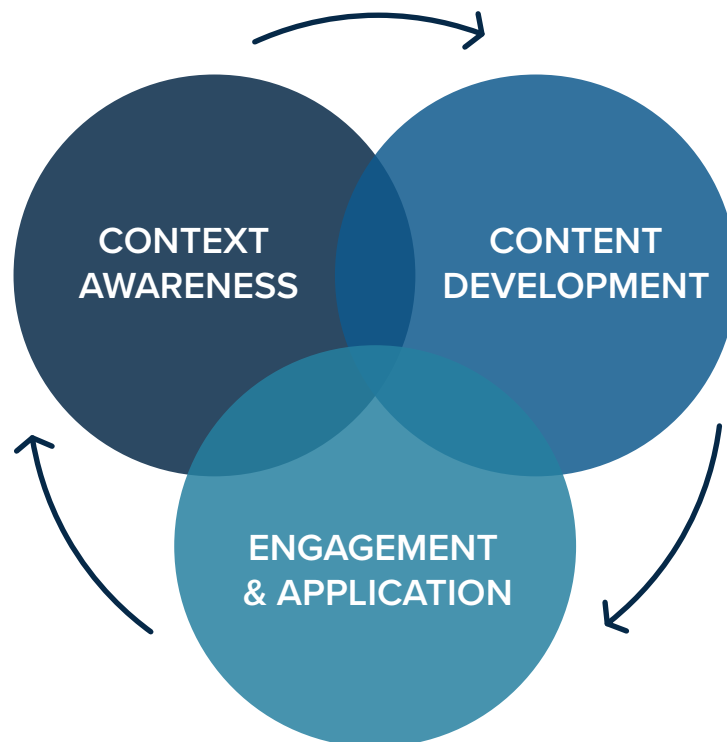 CONTEXT
AWARENESS
CONTENT
DEVELOPMENT
ENGAGEMENT
& APPLICATION